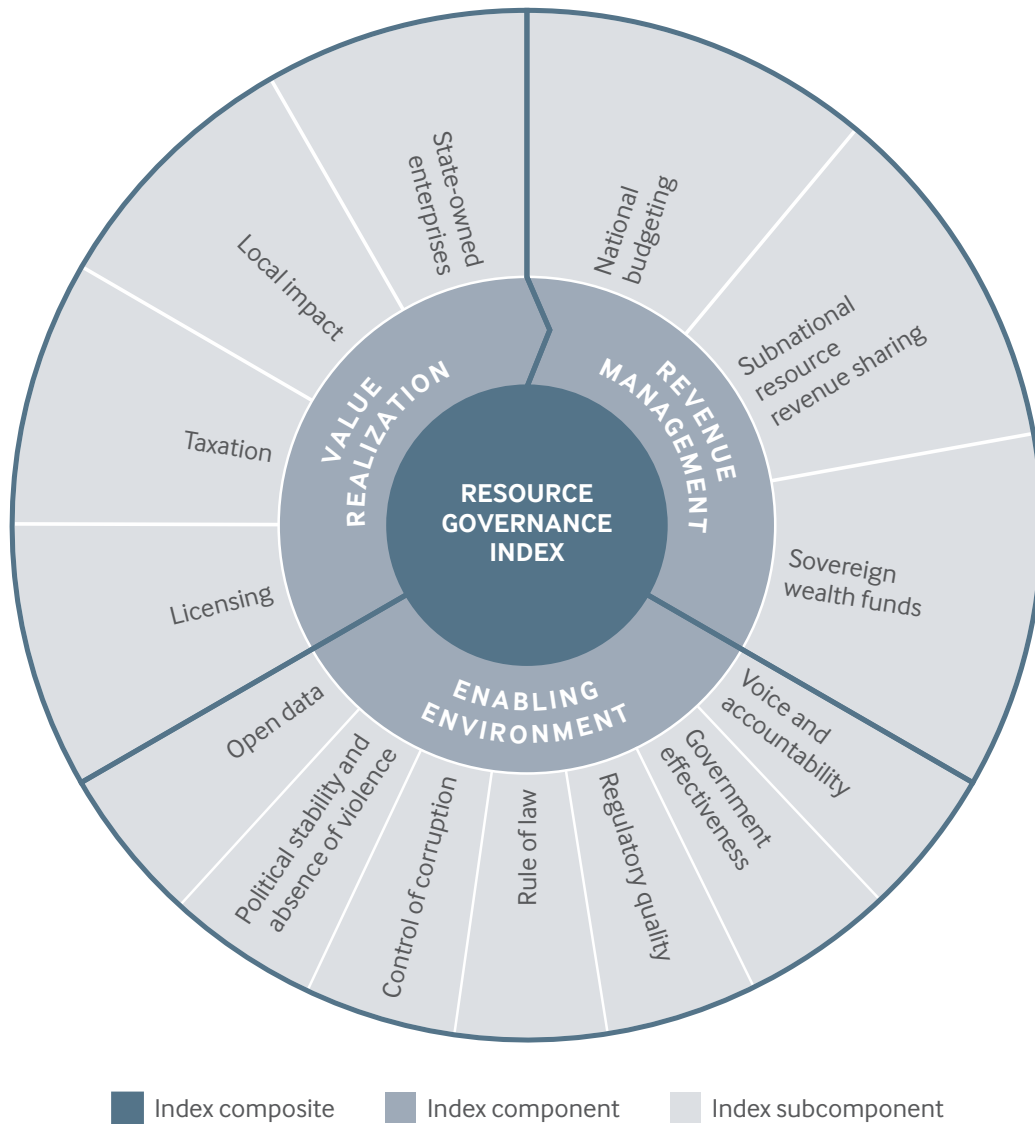 State-owned
enterprises
National
budgeting
Local impact
Subnational
resource
revenue sharing
VALUE
REALIZATION
REVENUE
MANAGEMENT
Taxation
RESOURCE
GOVERNANCE
INDEX
Sovereign
wealth funds
Licensing
ENABLING
ENVIRONMENT
Open data
Voice and
accountability
Political stability and
absence of violence
Government
effectiveness
Control of corruption
Rule of law
Regulatory quality
Index composite
Index component
Index subcomponent